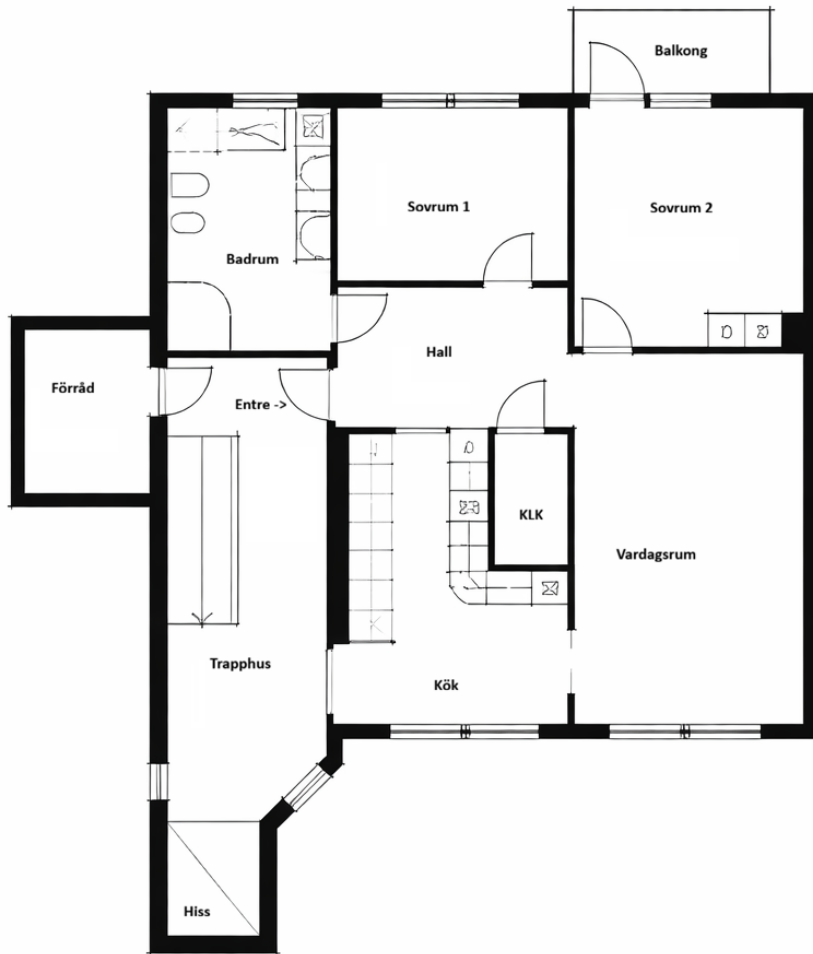 Balkong
Sovrum 1
Sovrum 2
Badrum
Hall
Förråd
Entre ->
KLK
Vardagsrum
Trapphus
Kök
Hiss